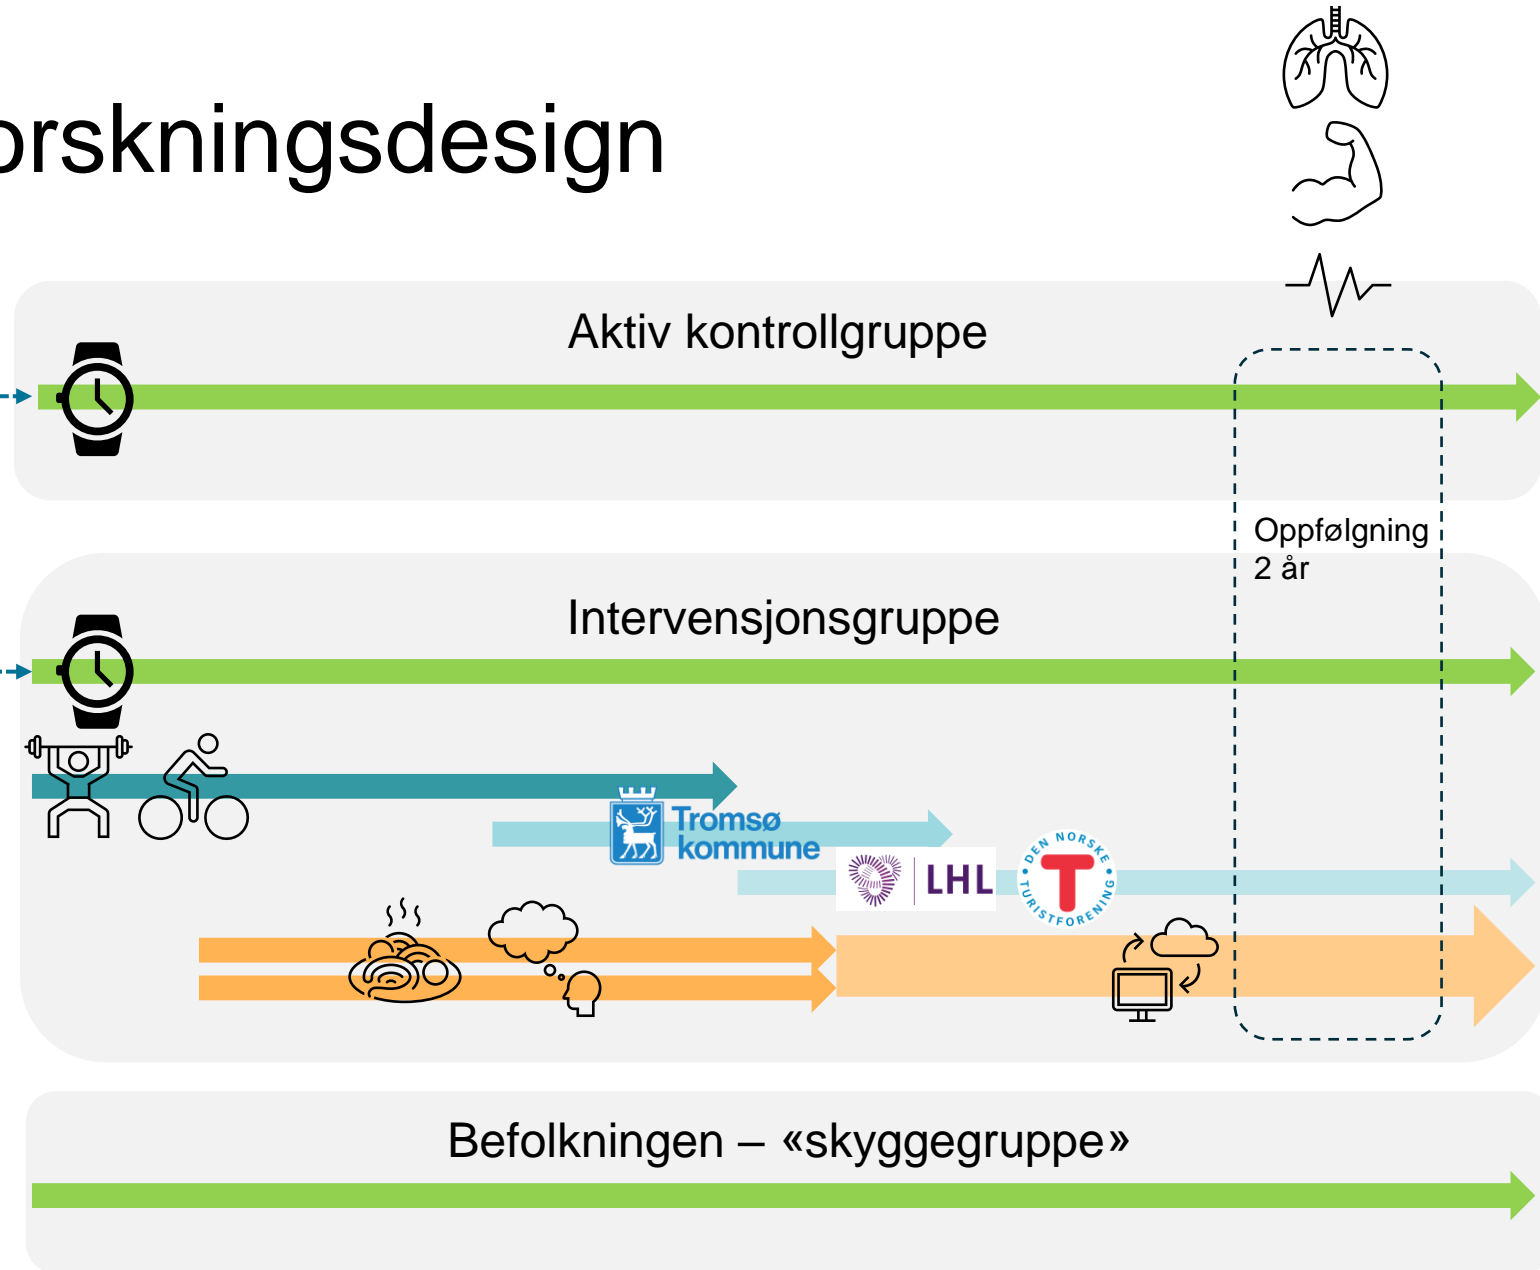 orskningsdesign
Aktiv kontrollgruppe
Oppfølgning
2 år
Intervensjonsgruppe
Tromsø
kommune
LHL
DEN NORSKE
T
TURISTFORENING
Befolkningen – «skyggegruppe»